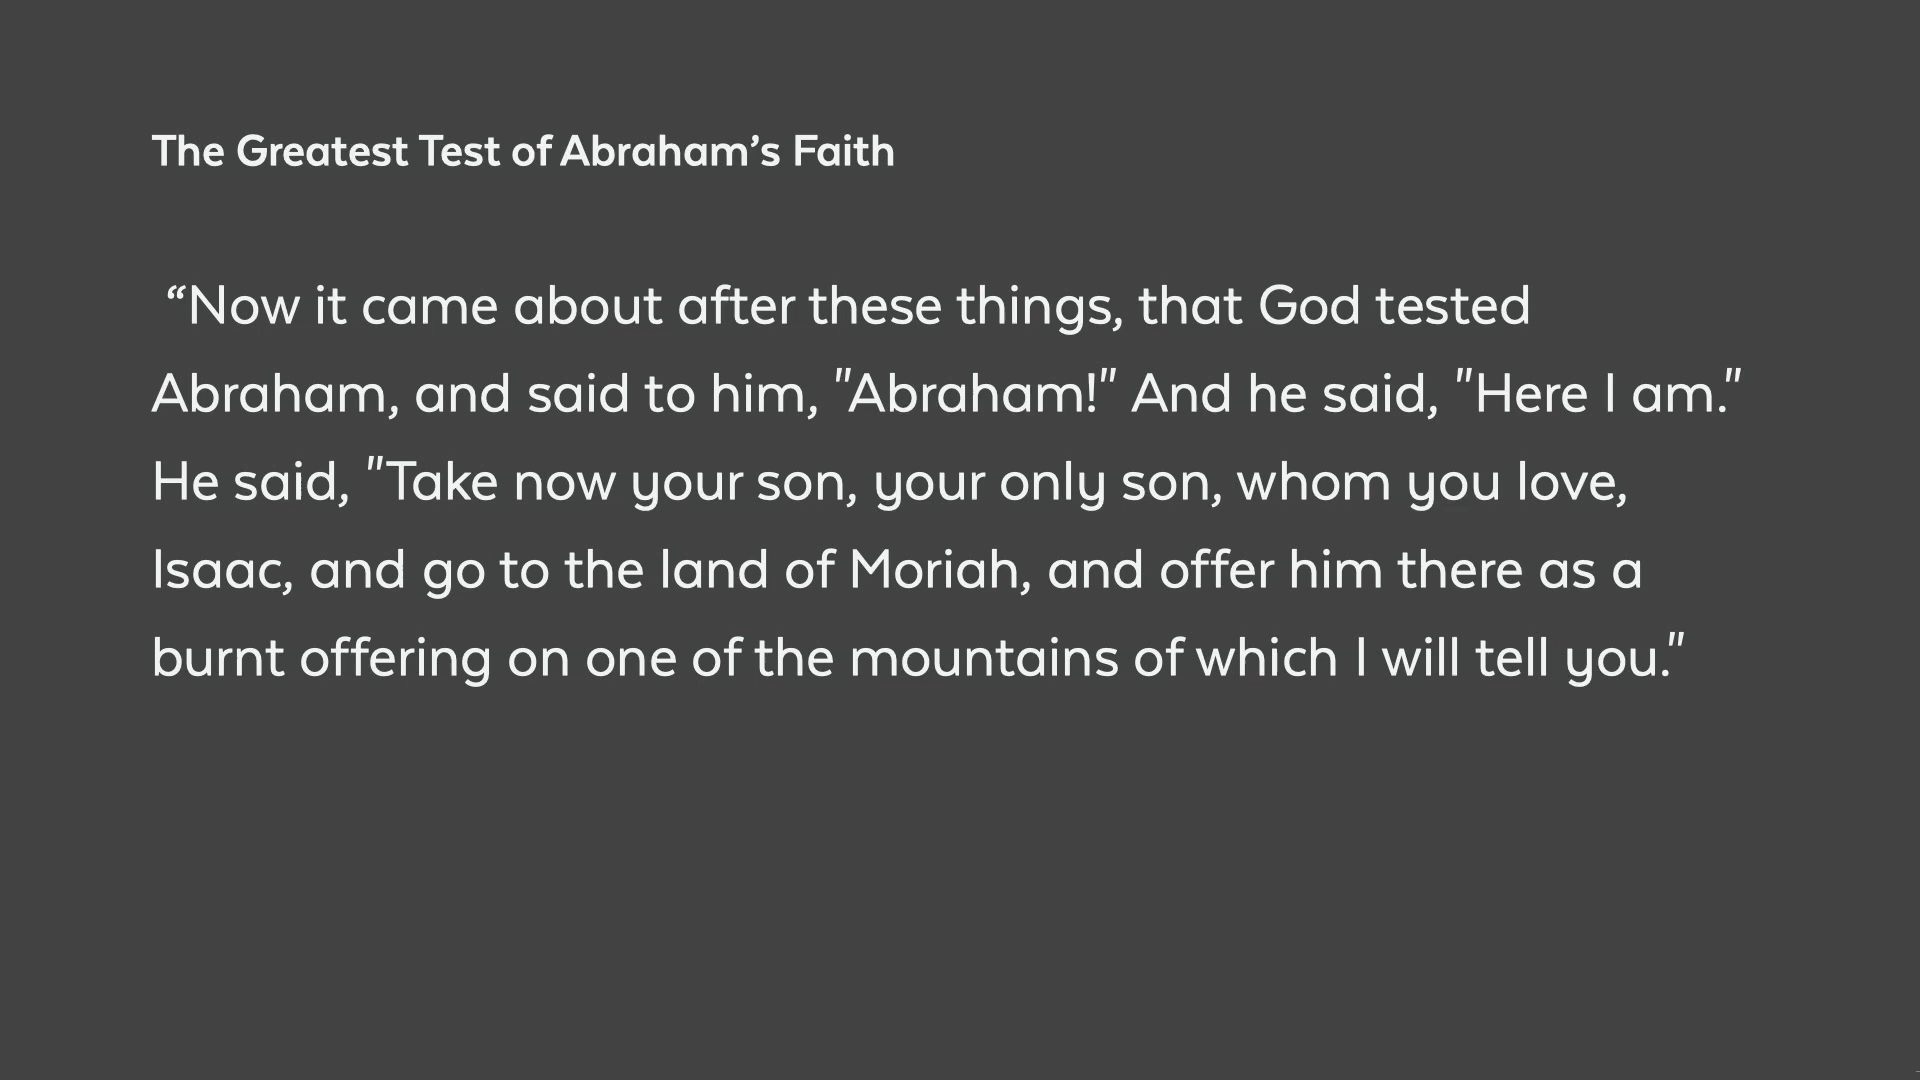 The Greatest Test of Abraham’s Faith
“Now it came about after these things, that God tested
Abraham, and said to him, "Abraham!" And he said, "Here I am."
He said, "Take now your son, your only son, whom you love,
Isaac, and go to the land of Moriah, and offer him there as a
burnt offering on one of the mountains of which I will tell you."